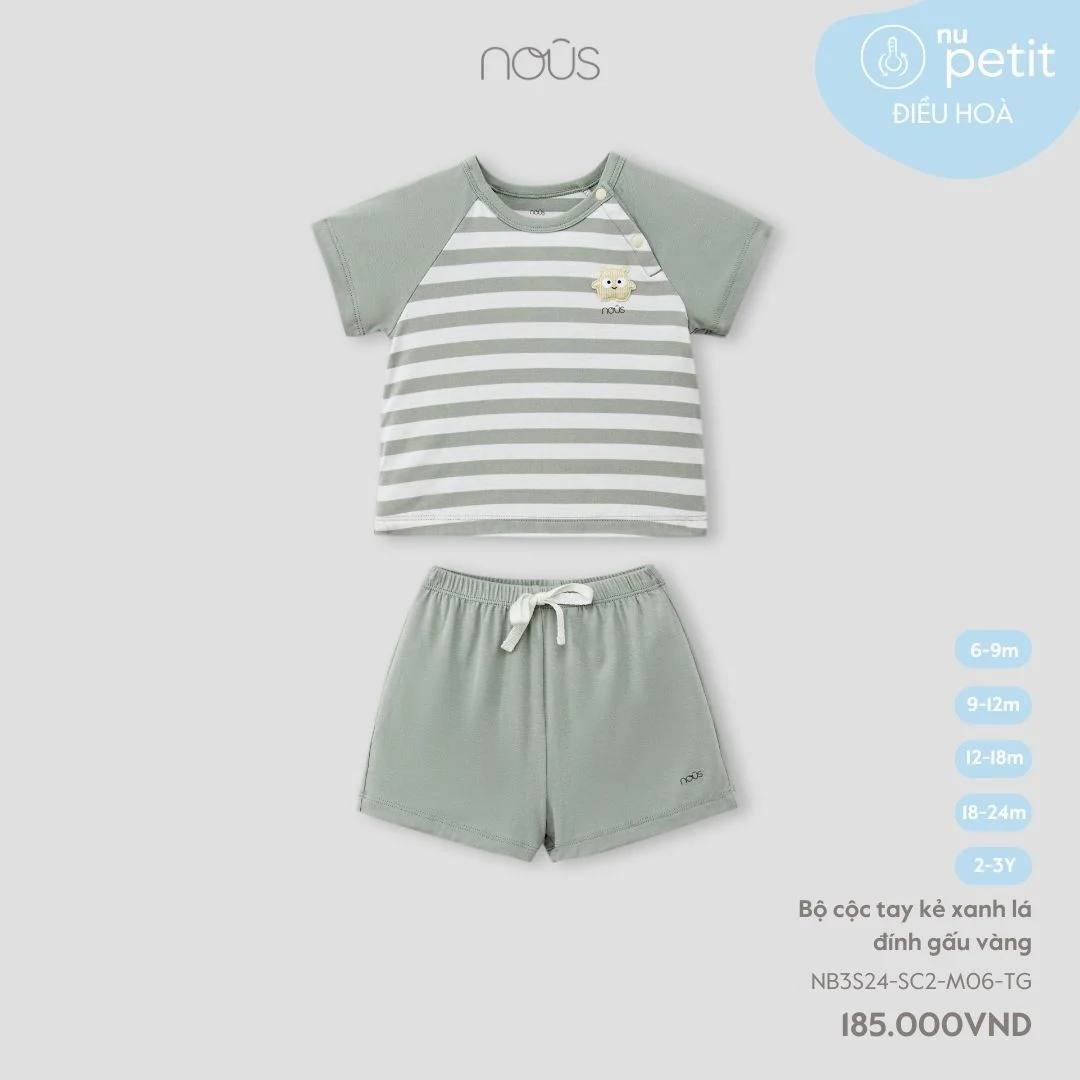 noûs
nu
petit
ĐIỀU HOÀ
noûs
noûs
noûs
6-9m
9-12m
12-18m
18-24m
2-3Y
Bộ cộc tay kẻ xanh lá
đính gấu vàng
NB3S24-SC2-M06-TG
185.000VND